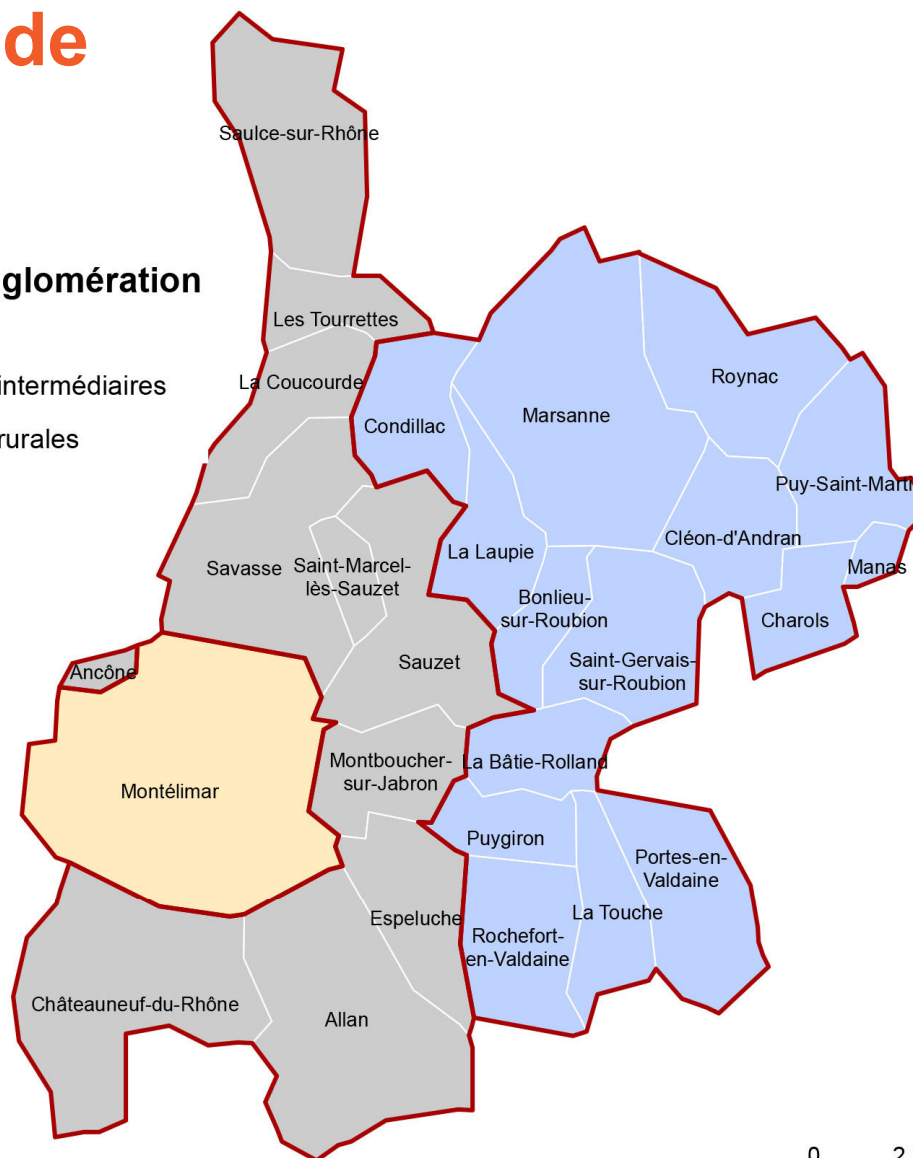 de
Saulce-sur-Rhône
glomération
Les Tourrettes
intermédiaires
La Coucourde
Roynac
Marsanne
Condillac
rurales
Puy-Saint-Marti
Cléon-d'Andran
La Laupie
Manas
Savasse
Saint-Marcel-
lès-Sauzet
Bonlieu-
sur-Roubion
Charols
Sauzet
Saint-Gervais-
sur-Roubion
Ancône
Montboucher-
sur-Jabron
La Bâtie-Rolland
Montélimar
Puygiron
Portes-en-
Valdaine
Espeluche
La Touche
Rochefort-
en-Valdaine
Châteauneuf-du-Rhône
Allan
0 2